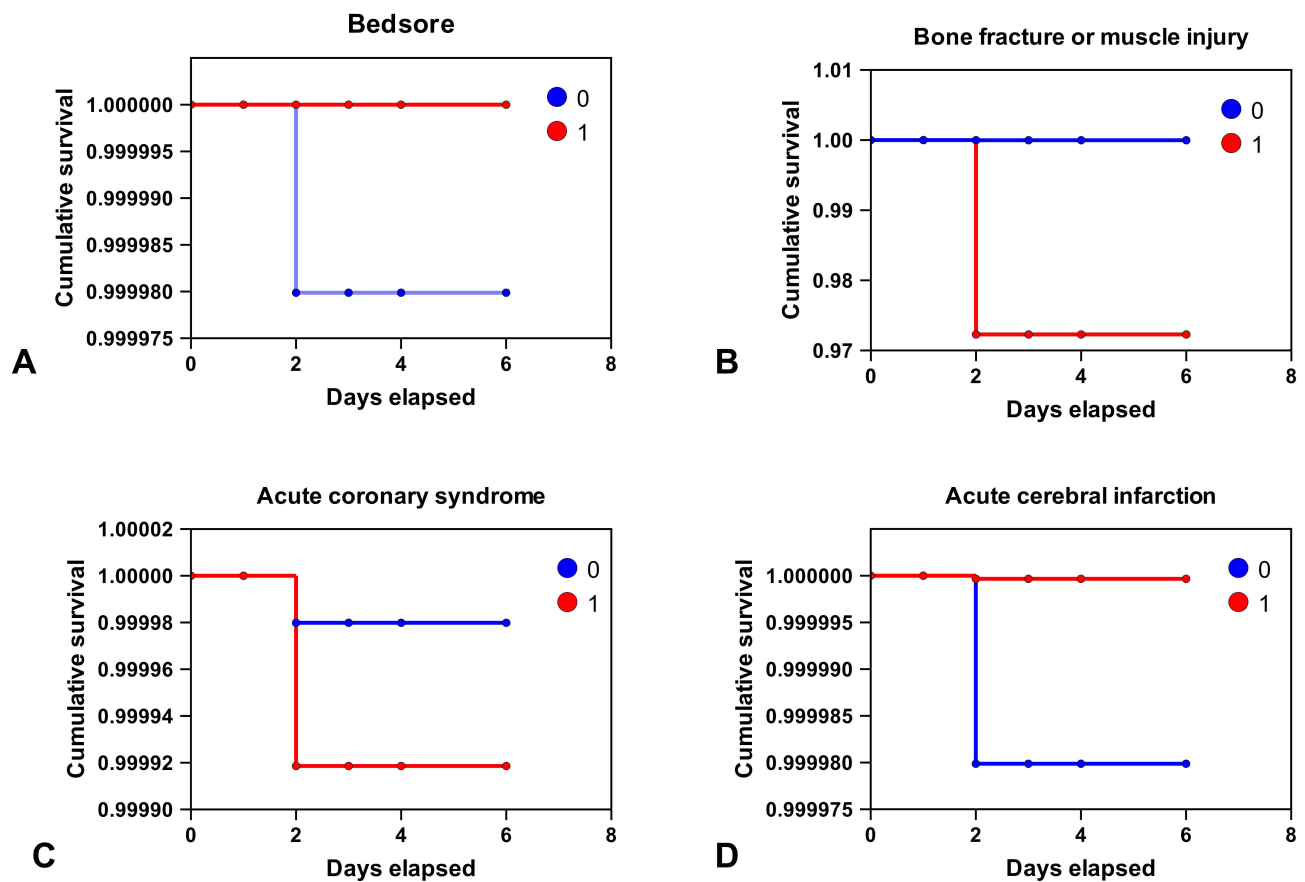 Bedsore
Cumulative survival
1.000000
0.999995
0.999990
0.999985
0.999980
0.999975
0 2 4 6 8
Days elapsed
0
1
A
Bone fracture or muscle injury
Cumulative survival
1.01
1.00
0.99
0.98
0.97
0 2 4 6 8
Days elapsed
0
1
B
Acute coronary syndrome
Cumulative survival
1.00002
1.00000
0.99998
0.99996
0.99994
0.99992
0.99990
0 2 4 6 8
Days elapsed
0
1
C
Acute cerebral infarction
Cumulative survival
1.000000
0.999995
0.999990
0.999985
0.999980
0.999975
0 2 4 6 8
Days elapsed
0
1
D